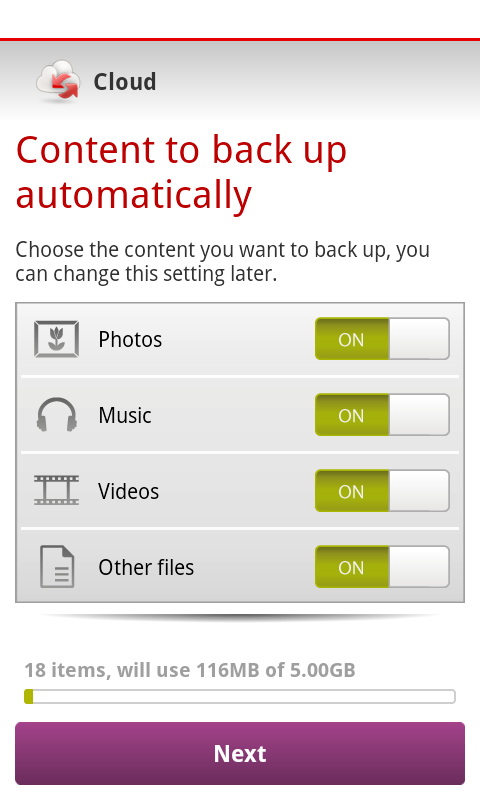 Cloud
Content to back up
automatically
Choose the content you want to back up, you
can change this setting later.
Photos ON
Music ON
Videos ON
Other files ON
18 items, will use 116MB of 5.00GB
Next